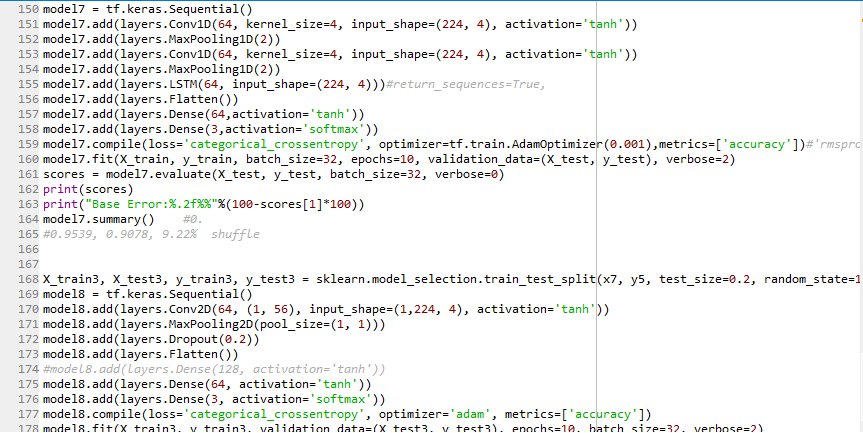 150 model7 = tf.keras.Sequential()
151 model7.add(layers.Conv1D(64, kernel_size=4, input_shape=(224, 4), activation='tanh'))
152 model7.add(layers.MaxPooling1D(2))
153 model7.add(layers.Conv1D(64, kernel_size=4, input_shape=(224, 4), activation='tanh'))
154 model7.add(layers.MaxPooling1D(2))
155 model7.add(layers.LSTM(64, input_shape=(224, 4)))#return_sequences=True,
156 model7.add(layers.Flatten())
157 model7.add(layers.Dense(64,activation='tanh'))
158 model7.add(layers.Dense(3,activation='softmax'))
159 model7.compile(loss='categorical_crossentropy', optimizer=tf.train.AdamOptimizer(0.001),metrics=['accuracy'])#'rmspro
160 model7.fit(X_train, y_train, batch_size=32, epochs=10, validation_data=(X_test, y_test), verbose=2)
161 scores = model7.evaluate(X_test, y_test, batch_size=32, verbose=0)
162 print(scores)
163 print("Base Error:%.2f%%"%(100-scores[1]*100))
164 model7.summary()    #0.
165 #0.9539, 0.9078, 9.22%  shuffle
166
167
168 X_train3, X_test3, y_train3, y_test3 = sklearn.model_selection.train_test_split(x7, y5, test_size=0.2, random_state=1
169 model8 = tf.keras.Sequential()
170 model8.add(layers.Conv2D(64, (1, 56), input_shape=(1,224, 4), activation='tanh'))
171 model8.add(layers.MaxPooling2D(pool_size=(1, 1)))
172 model8.add(layers.Dropout(0.2))
173 model8.add(layers.Flatten())
174 #model8.add(layers.Dense(128, activation='tanh'))
175 model8.add(layers.Dense(64, activation='tanh'))
176 model8.add(layers.Dense(3, activation='softmax'))
177 model8.compile(loss='categorical_crossentropy', optimizer='adam', metrics=['accuracy'])
178 model8.fit(X_train3, y_train3, validation_data=(X_test3, y_test3), epochs=10, batch_size=32, verbose=2)